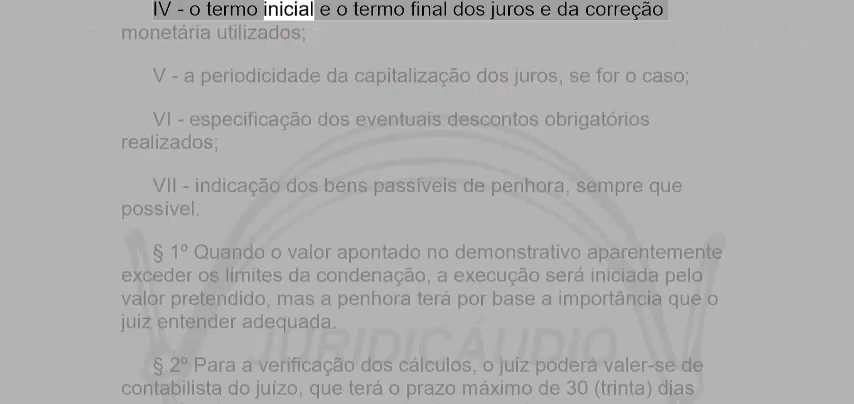 IV - o termo inicial e o termo final dos juros e da correção
monetária utilizados;
V - a periodicidade da capitalização dos juros, se for o caso;
VI - especificação dos eventuais descontos obrigatórios
realizados;
VII - indicação dos bens passíveis de penhora, sempre que
possível.
§ 1º Quando o valor apontado no demonstrativo aparentemente
exceder os limites da condenação, a execução será iniciada pelo
valor pretendido, mas a penhora terá por base a importância que o
juiz entender adequada.
JURIDICÁUDIO
§ 2º Para a verificação dos cálculos, o juiz poderá valer-se de
contabilista do juízo, que terá o prazo máximo de 30 (trinta) dias